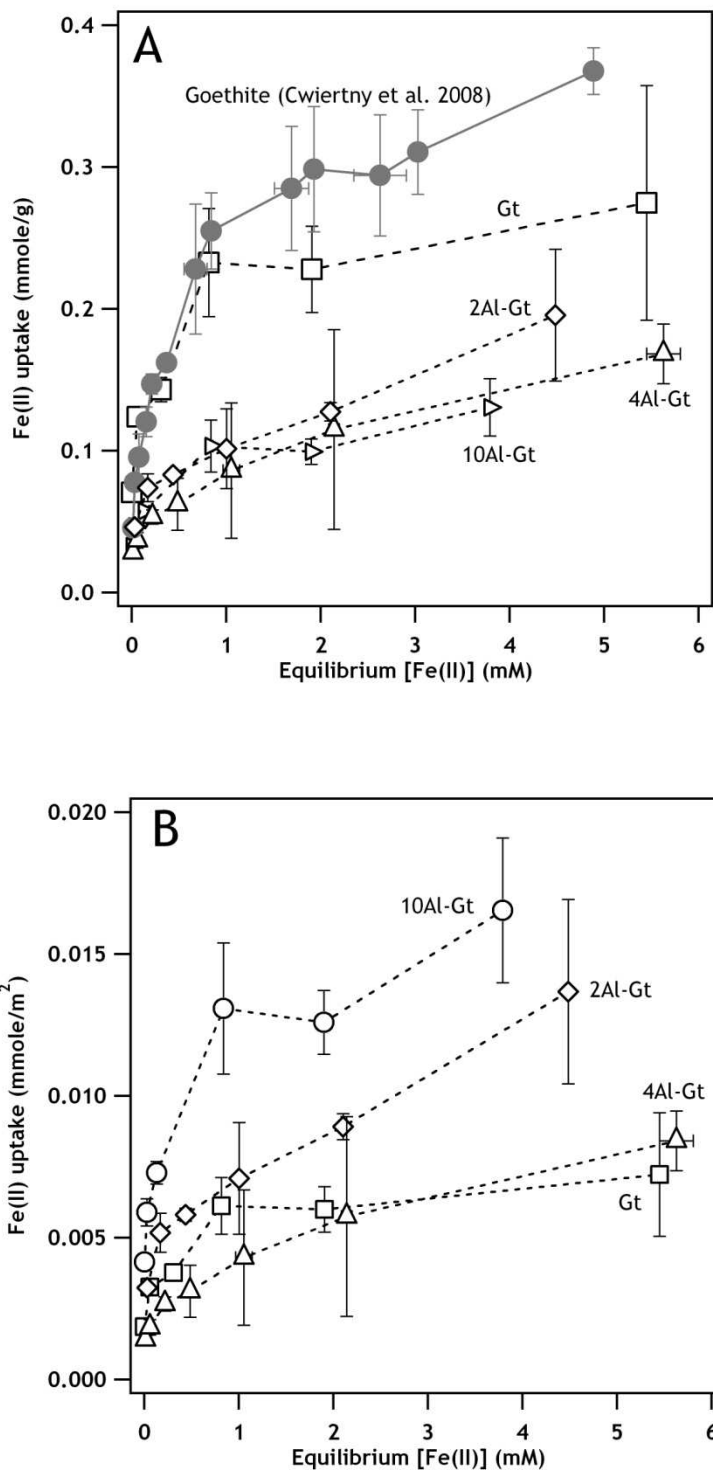 A
0.4
Goethite (Cwiertny et al. 2008)
0.3
Gt
Fe(II) uptake (mmole/g)
0.2
2Al-Gt
4Al-Gt
10Al-Gt
0.1
0.0
0 1 2 3 4 5 6
Equilibrium [Fe(II)] (mM)
B
0.020
10Al-Gt
0.015
2Al-Gt
Fe(II) uptake (mmole/m²)
0.010
4Al-Gt
Gt
0.005
0.000
0 1 2 3 4 5 6
Equilibrium [Fe(II)] (mM)